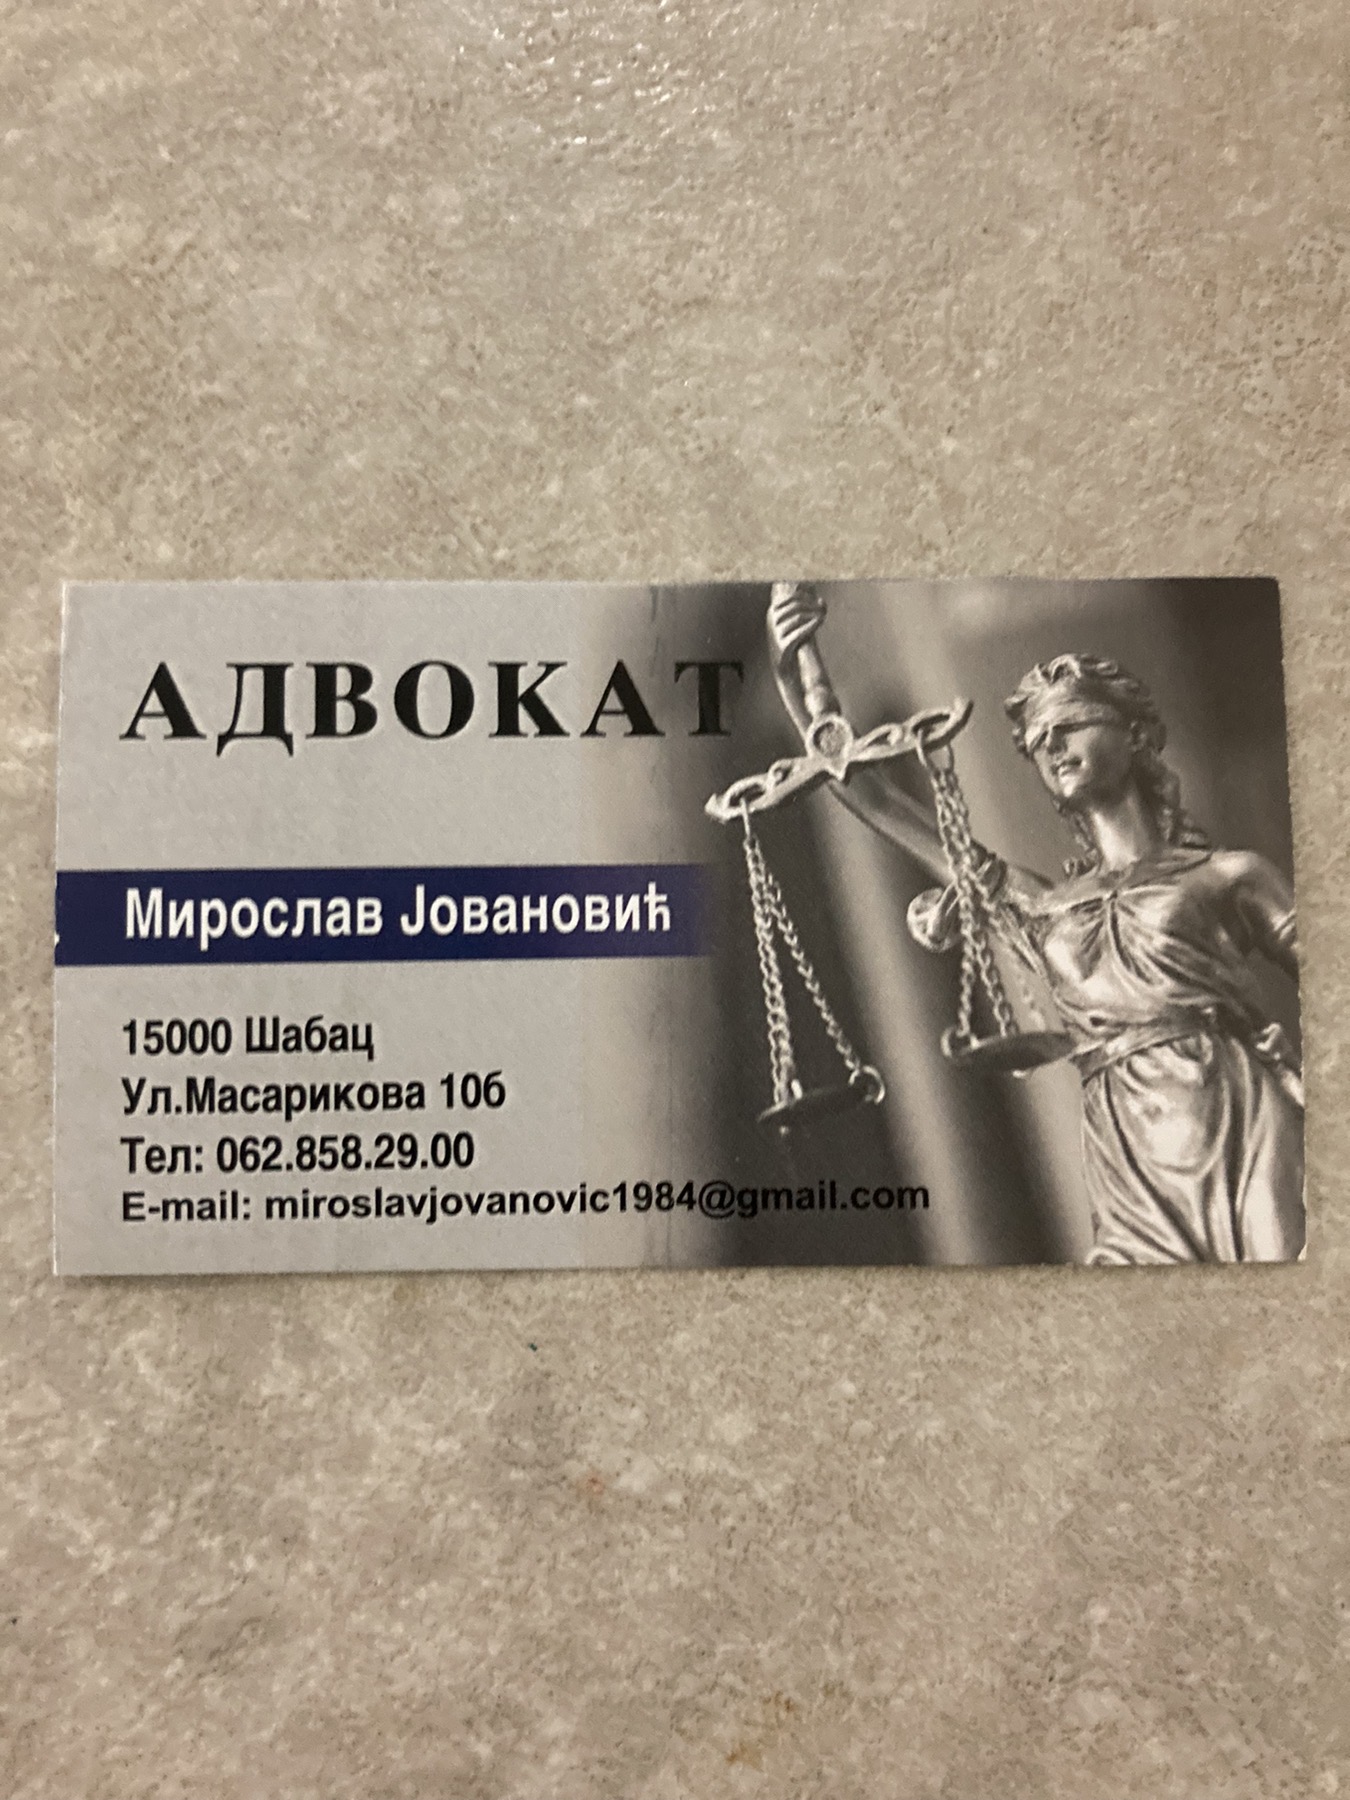 АДВОКАТ
Мирослав Јовановић
15000 Шабац
Ул.Масарикова 10б
Тел: 062.858.29.00
E-mail: miroslavjovanovic1984@gmail.com